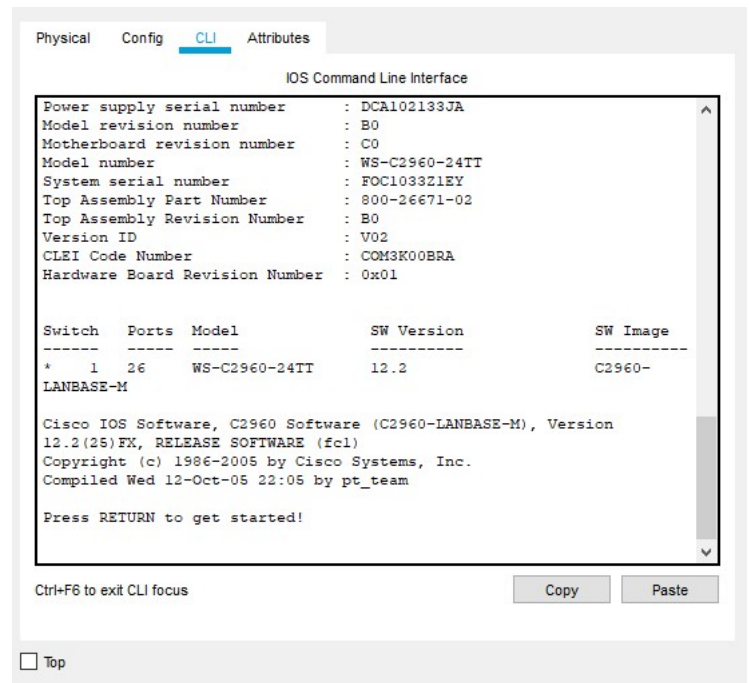 Physical Config CLI Attributes
IOS Command Line Interface
Power supply serial number : DCA102133JA
Model revision number : B0
Motherboard revision number : C0
Model number : WS-C2960-24TT
System serial number : FOC1033Z1EY
Top Assembly Part Number : 800-26671-02
Top Assembly Revision Number : B0
Version ID : V02
CLEI Code Number : COM3K00BRA
Hardware Board Revision Number : 0x01
Switch Ports Model SW Version SW Image
------ ----- ----- ---------- ----------
* 1 26 WS-C2960-24TT 12.2 C2960-
LANBASE-M
Cisco IOS Software, C2960 Software (C2960-LANBASE-M), Version
12.2(25)FX, RELEASE SOFTWARE (fc1)
Copyright (c) 1986-2005 by Cisco Systems, Inc.
Compiled Wed 12-Oct-05 22:05 by pt_team
Press RETURN to get started!
Ctrl+F6 to exit CLI focus Copy Paste
Top